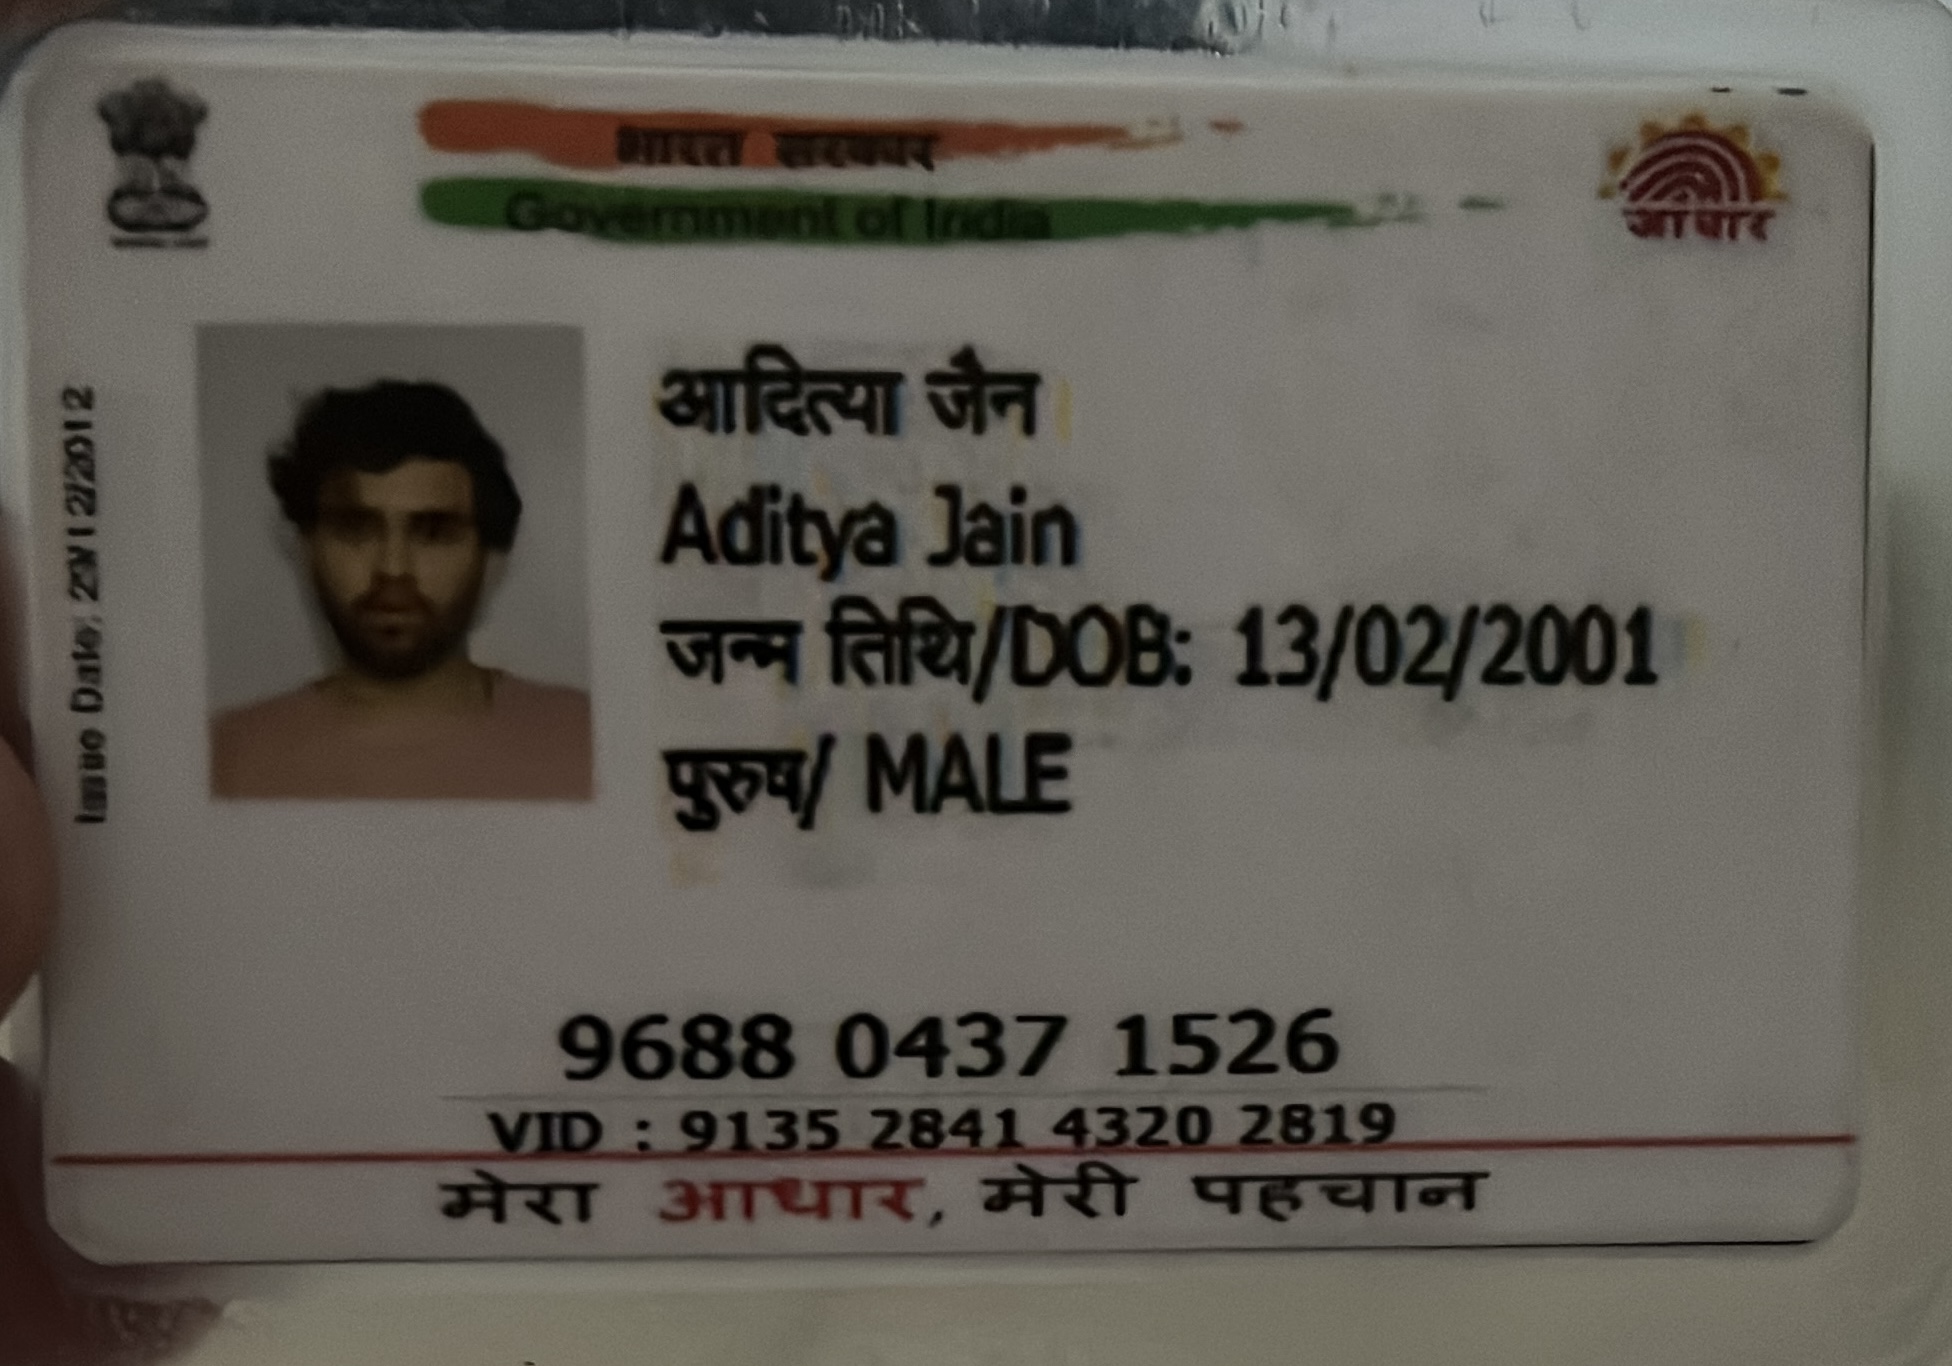 भारत सरकार
Government of India
आधार
Issue Date: 23/12/2012
आदित्या जैन
Aditya Jain
जन्म तिथि/DOB: 13/02/2001
पुरुष/ MALE
9688 0437 1526
VID : 9135 2841 4320 2819
मेरा आधार, मेरी पहचान